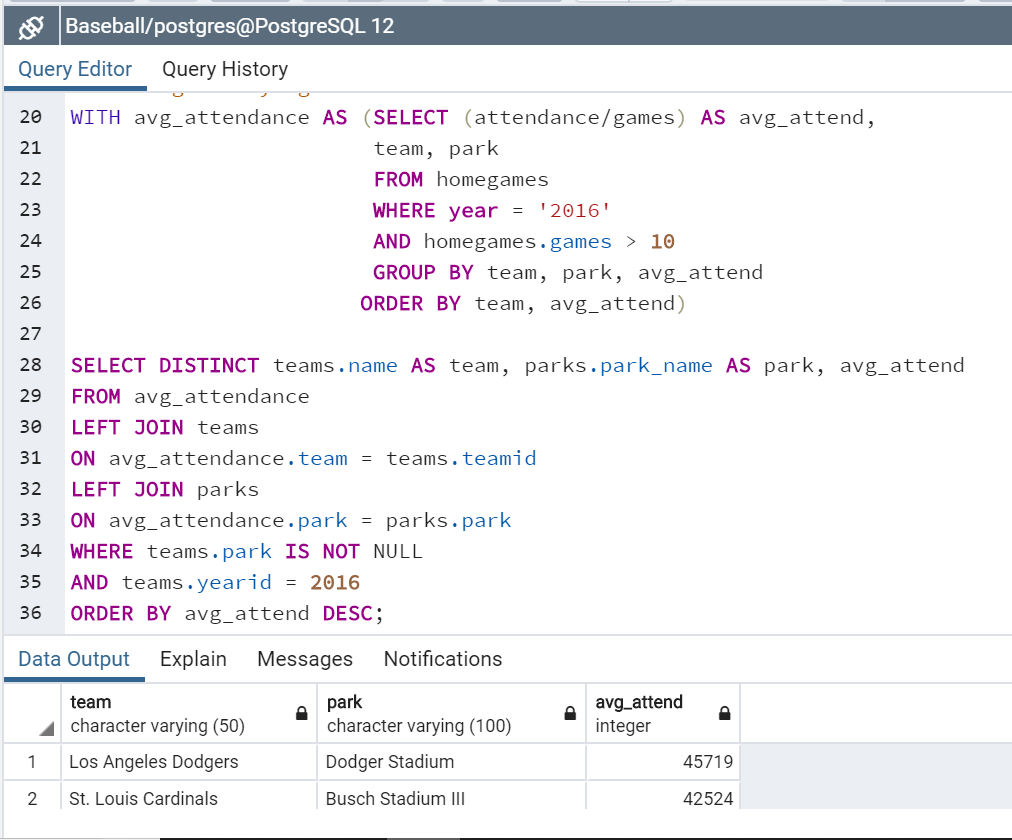 Baseball/postgres@PostgreSQL 12
Query Editor Query History
20 WITH avg_attendance AS (SELECT (attendance/games) AS avg_attend,
21 team, park
22 FROM homegames
23 WHERE year = '2016'
24 AND homegames.games > 10
25 GROUP BY team, park, avg_attend
26 ORDER BY team, avg_attend)
27
28 SELECT DISTINCT teams.name AS team, parks.park_name AS park, avg_attend
29 FROM avg_attendance
30 LEFT JOIN teams
31 ON avg_attendance.team = teams.teamid
32 LEFT JOIN parks
33 ON avg_attendance.park = parks.park
34 WHERE teams.park IS NOT NULL
35 AND teams.yearid = 2016
36 ORDER BY avg_attend DESC;
Data Output Explain Messages Notifications
team park avg_attend
character varying (50) character varying (100) integer
1 Los Angeles Dodgers Dodger Stadium 45719
2 St. Louis Cardinals Busch Stadium III 42524